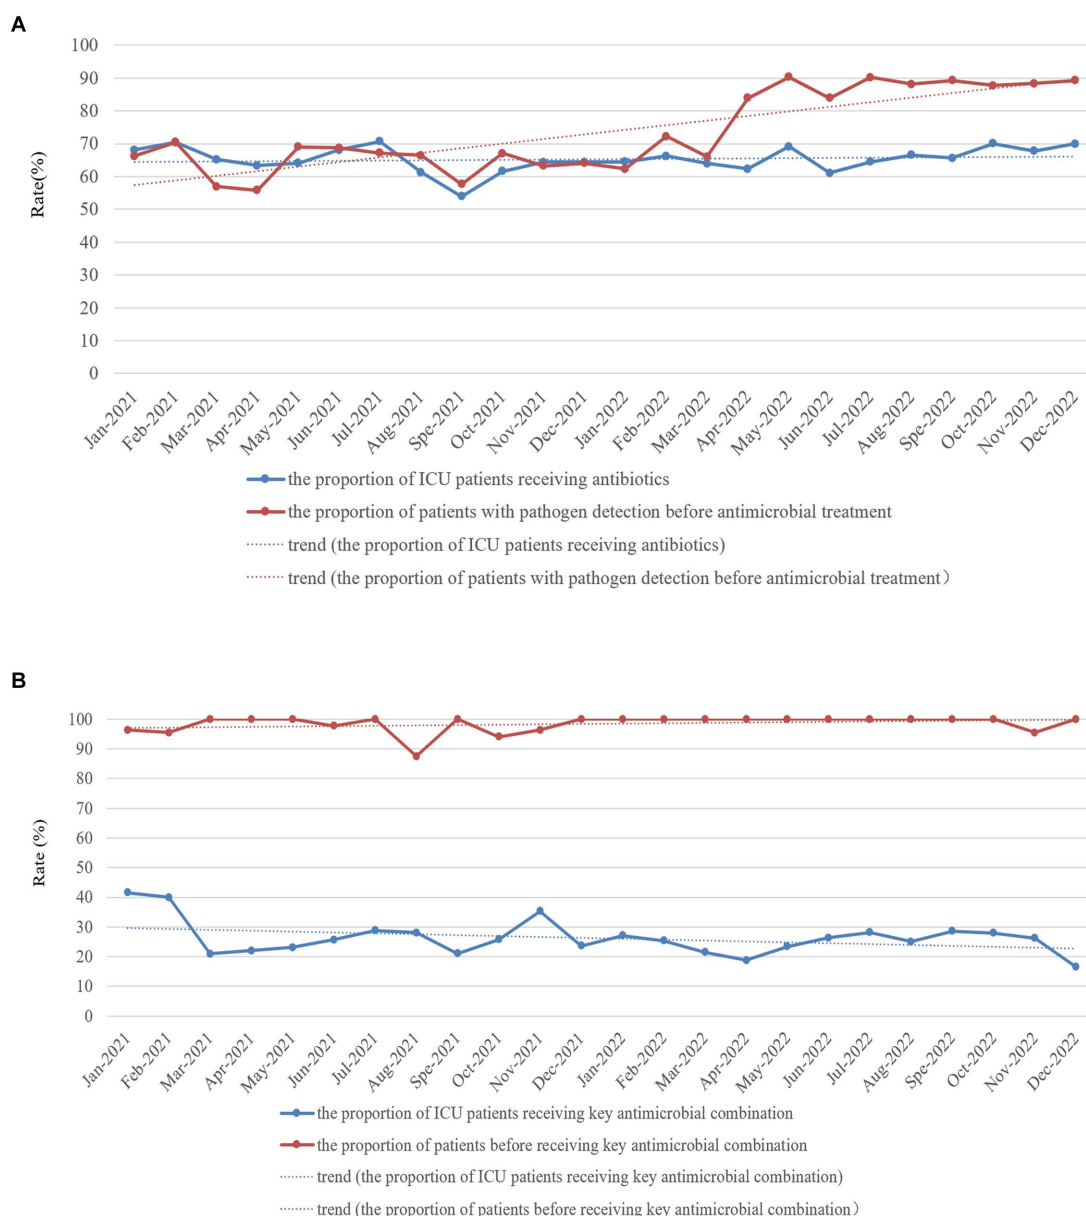 A
100
90
80
70
60
50
40
30
20
10
0
Rate(%)
Jan-2021
Feb-2021
Mar-2021
Apr-2021
May-2021
Jun-2021
Jul-2021
Aug-2021
Spe-2021
Oct-2021
Nov-2021
Dec-2021
Jan-2022
Feb-2022
Mar-2022
Apr-2022
May-2022
Jun-2022
Jul-2022
Aug-2022
Spe-2022
Oct-2022
Nov-2022
Dec-2022
the proportion of ICU patients receiving antibiotics
the proportion of patients with pathogen detection before antimicrobial treatment
trend (the proportion of ICU patients receiving antibiotics)
trend (the proportion of patients with pathogen detection before antimicrobial treatment）
B
100
90
80
70
60
50
40
30
20
10
0
Rate (%)
Jan-2021
Feb-2021
Mar-2021
Apr-2021
May-2021
Jun-2021
Jul-2021
Aug-2021
Spe-2021
Oct-2021
Nov-2021
Dec-2021
Jan-2022
Feb-2022
Mar-2022
Apr-2022
May-2022
Jun-2022
Jul-2022
Aug-2022
Spe-2022
Oct-2022
Nov-2022
Dec-2022
the proportion of ICU patients receiving key antimicrobial combination
the proportion of patients before receiving key antimicrobial combination
trend (the proportion of ICU patients receiving key antimicrobial combination)
trend (the proportion of patients before receiving key antimicrobial combination）